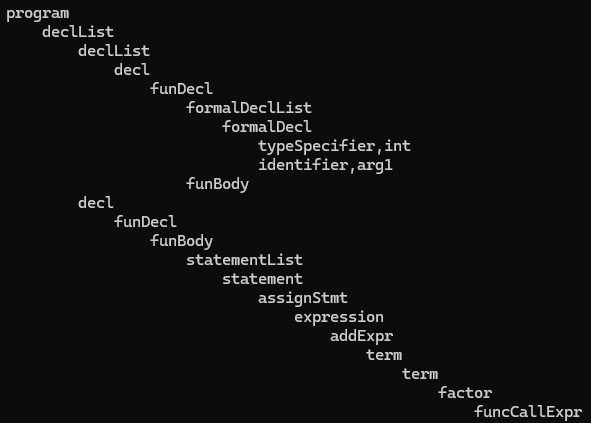 program
declList
declList
decl
funDecl
formalDeclList
formalDecl
typeSpecifier,int
identifier,arg1
funBody
decl
funDecl
funBody
statementList
statement
assignStmt
expression
addExpr
term
term
factor
funcCallExpr